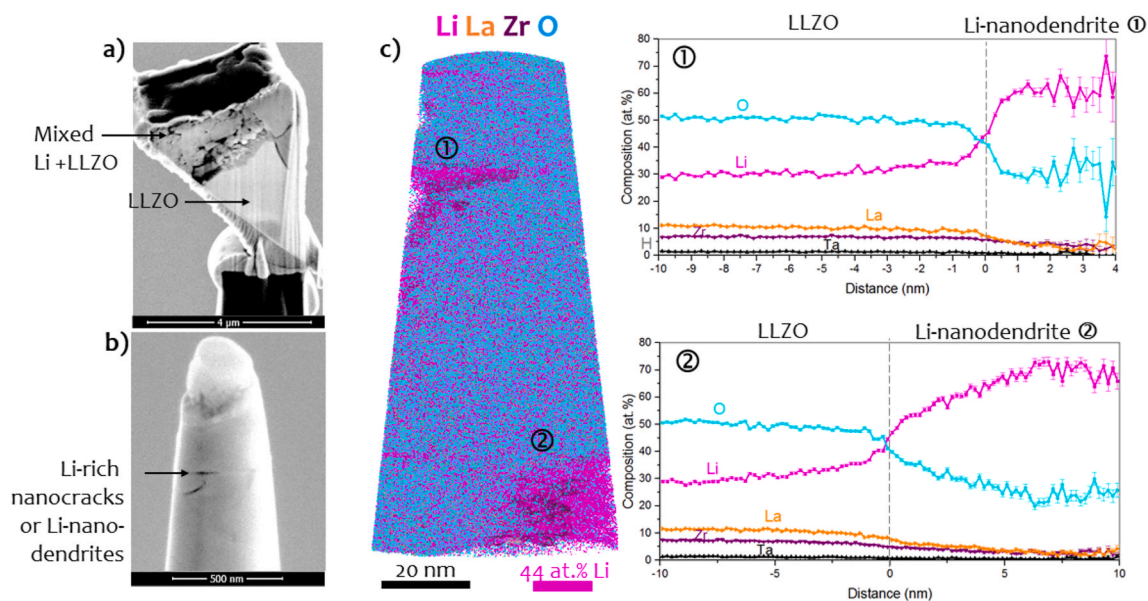 a)
Mixed
Li +LLZO
LLZO
4 µm
b)
Li-rich
nanocracks
or Li-nano-
dendrites
500 nm
c)
Li La Zr O
①
②
20 nm
44 at.% Li
LLZO
Li-nanodendrite ①
①
Composition (at.%)
80
70
60
50
40
30
20
10
0
O
Li
La
Zr
H
Ta
-10 -9 -8 -7 -6 -5 -4 -3 -2 -1 0 1 2 3 4
Distance (nm)
LLZO
Li-nanodendrite ②
②
Composition (at.%)
80
70
60
50
40
30
20
10
0
O
Li
La
Zr
Ta
-10 -5 0 5 10
Distance (nm)